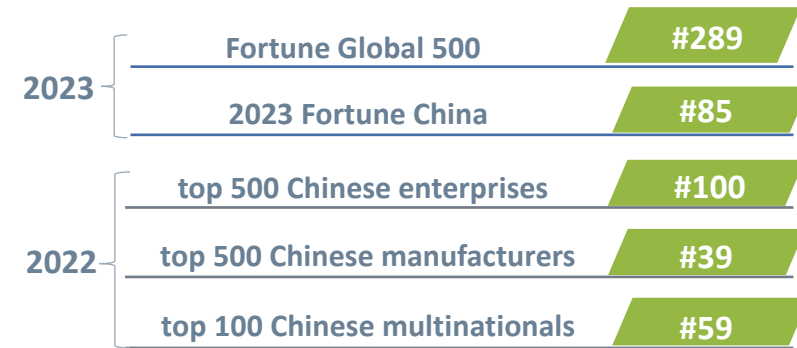 2023
Fortune Global 500 #289
2023 Fortune China #85
2022
top 500 Chinese enterprises #100
top 500 Chinese manufacturers #39
top 100 Chinese multinationals #59